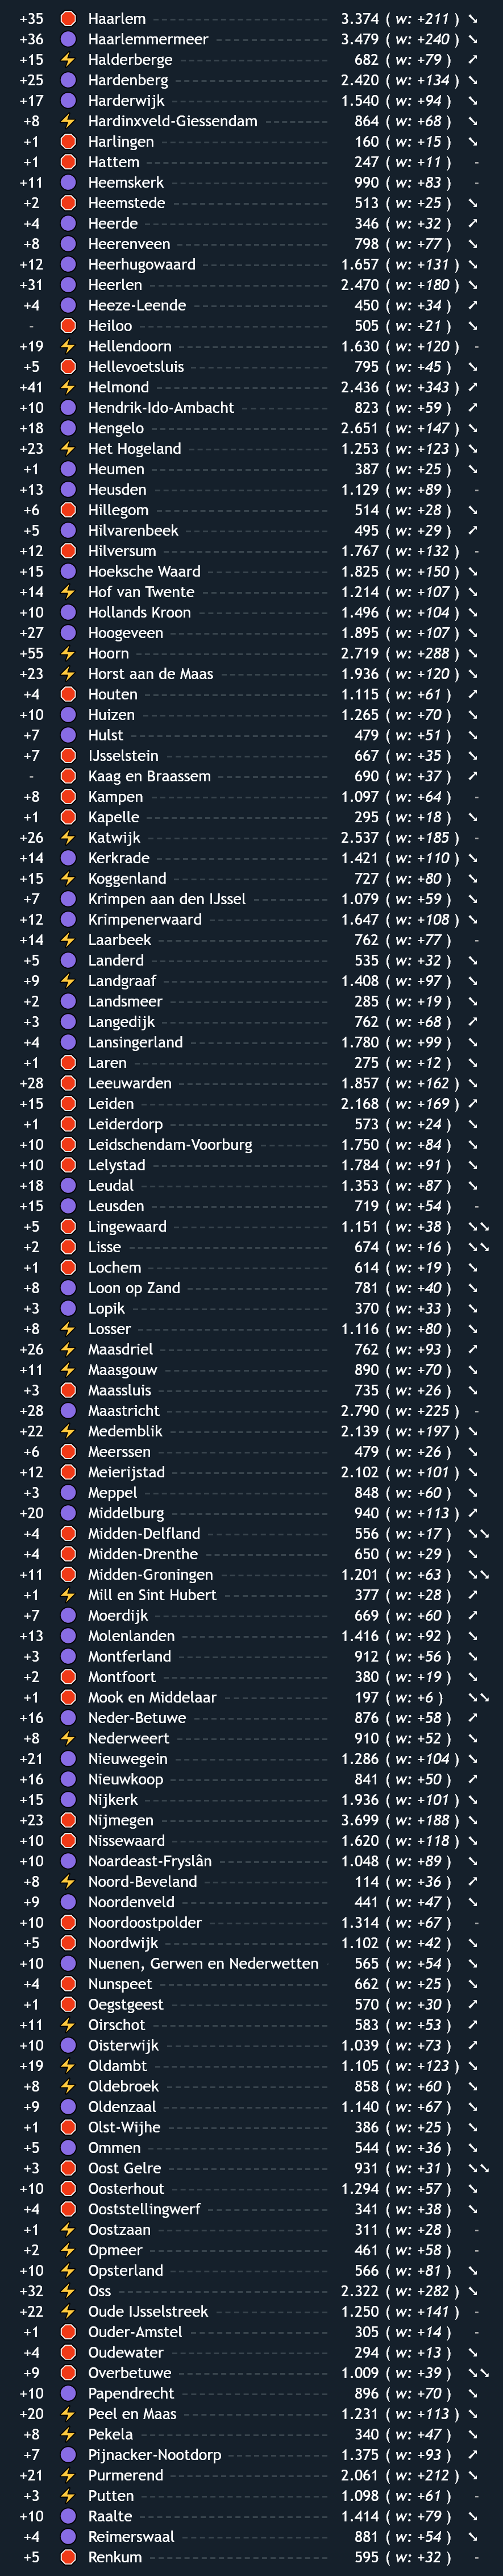 +35 Haarlem 3.374 ( w: +211 ) ↘
+36 Haarlemmermeer 3.479 ( w: +240 ) ↘
+15 Halderberge 682 ( w: +79 ) ↗
+25 Hardenberg 2.420 ( w: +134 ) ↘
+17 Harderwijk 1.540 ( w: +94 ) ↘
+8 Hardinxveld-Giessendam 864 ( w: +68 ) ↘
+1 Harlingen 160 ( w: +15 ) ↘
+1 Hattem 247 ( w: +11 ) -
+11 Heemskerk 990 ( w: +83 ) -
+2 Heemstede 513 ( w: +25 ) ↘
+4 Heerde 346 ( w: +32 ) ↗
+8 Heerenveen 798 ( w: +77 ) ↘
+12 Heerhugowaard 1.657 ( w: +131 ) ↘
+31 Heerlen 2.470 ( w: +180 ) ↘
+4 Heeze-Leende 450 ( w: +34 ) ↗
- Heiloo 505 ( w: +21 ) ↘
+19 Hellendoorn 1.630 ( w: +120 ) -
+5 Hellevoetsluis 795 ( w: +45 ) ↘
+41 Helmond 2.436 ( w: +343 ) ↗
+10 Hendrik-Ido-Ambacht 823 ( w: +59 ) ↗
+18 Hengelo 2.651 ( w: +147 ) ↘
+23 Het Hogeland 1.253 ( w: +123 ) ↘
+1 Heumen 387 ( w: +25 ) ↘
+13 Heusden 1.129 ( w: +89 ) -
+6 Hillegom 514 ( w: +28 ) ↘
+5 Hilvarenbeek 495 ( w: +29 ) ↗
+12 Hilversum 1.767 ( w: +132 ) -
+15 Hoeksche Waard 1.825 ( w: +150 ) ↘
+14 Hof van Twente 1.214 ( w: +107 ) ↘
+10 Hollands Kroon 1.496 ( w: +104 ) ↘
+27 Hoogeveen 1.895 ( w: +107 ) ↘
+55 Hoorn 2.719 ( w: +288 ) ↘
+23 Horst aan de Maas 1.936 ( w: +120 ) ↘
+4 Houten 1.115 ( w: +61 ) ↗
+10 Huizen 1.265 ( w: +70 ) ↘
+7 Hulst 479 ( w: +51 ) ↘
+7 IJsselstein 667 ( w: +35 ) ↘
- Kaag en Braassem 690 ( w: +37 ) ↗
+8 Kampen 1.097 ( w: +64 ) -
+1 Kapelle 295 ( w: +18 ) ↘
+26 Katwijk 2.537 ( w: +185 ) -
+14 Kerkrade 1.421 ( w: +110 ) ↘
+15 Koggenland 727 ( w: +80 ) ↘
+7 Krimpen aan den IJssel 1.079 ( w: +59 ) ↘
+12 Krimpenerwaard 1.647 ( w: +108 ) ↘
+14 Laarbeek 762 ( w: +77 ) -
+5 Landerd 535 ( w: +32 ) ↘
+9 Landgraaf 1.408 ( w: +97 ) ↘
+2 Landsmeer 285 ( w: +19 ) ↘
+3 Langedijk 762 ( w: +68 ) ↗
+4 Lansingerland 1.780 ( w: +99 ) ↘
+1 Laren 275 ( w: +12 ) ↘
+28 Leeuwarden 1.857 ( w: +162 ) ↘
+15 Leiden 2.168 ( w: +169 ) ↗
+1 Leiderdorp 573 ( w: +24 ) ↘
+10 Leidschendam-Voorburg 1.750 ( w: +84 ) ↘
+10 Lelystad 1.784 ( w: +91 ) ↘
+18 Leudal 1.353 ( w: +87 ) ↘
+15 Leusden 719 ( w: +54 ) -
+5 Lingewaard 1.151 ( w: +38 ) ↘↘
+2 Lisse 674 ( w: +16 ) ↘↘
+1 Lochem 614 ( w: +19 ) ↘
+8 Loon op Zand 781 ( w: +40 ) ↘
+3 Lopik 370 ( w: +33 ) ↘
+8 Losser 1.116 ( w: +80 ) ↘
+26 Maasdriel 762 ( w: +93 ) ↗
+11 Maasgouw 890 ( w: +70 ) ↘
+3 Maassluis 735 ( w: +26 ) ↘
+28 Maastricht 2.790 ( w: +225 ) -
+22 Medemblik 2.139 ( w: +197 ) ↘
+6 Meerssen 479 ( w: +26 ) ↘
+12 Meierijstad 2.102 ( w: +101 ) ↘
+3 Meppel 848 ( w: +60 ) ↘
+20 Middelburg 940 ( w: +113 ) ↗
+4 Midden-Delfland 556 ( w: +17 ) ↘↘
+4 Midden-Drenthe 650 ( w: +29 ) ↘
+11 Midden-Groningen 1.201 ( w: +63 ) ↘↘
+1 Mill en Sint Hubert 377 ( w: +28 ) ↗
+7 Moerdijk 669 ( w: +60 ) ↗
+13 Molenlanden 1.416 ( w: +92 ) ↘
+3 Montferland 912 ( w: +56 ) ↘
+2 Montfoort 380 ( w: +19 ) ↘
+1 Mook en Middelaar 197 ( w: +6 ) ↘↘
+16 Neder-Betuwe 876 ( w: +58 ) ↗
+8 Nederweert 910 ( w: +52 ) ↘
+21 Nieuwegein 1.286 ( w: +104 ) ↘
+16 Nieuwkoop 841 ( w: +50 ) ↗
+15 Nijkerk 1.936 ( w: +101 ) ↘
+23 Nijmegen 3.699 ( w: +188 ) ↘
+10 Nissewaard 1.620 ( w: +118 ) ↘
+10 Noardeast-Fryslân 1.048 ( w: +89 ) ↘
+8 Noord-Beveland 114 ( w: +36 ) ↗
+9 Noordenveld 441 ( w: +47 ) ↘
+10 Noordoostpolder 1.314 ( w: +67 ) -
+5 Noordwijk 1.102 ( w: +42 ) ↘
+10 Nuenen, Gerwen en Nederwetten 565 ( w: +54 ) ↘
+4 Nunspeet 662 ( w: +25 ) ↘
+1 Oegstgeest 570 ( w: +30 ) ↗
+11 Oirschot 583 ( w: +53 ) ↗
+10 Oisterwijk 1.039 ( w: +73 ) ↗
+19 Oldambt 1.105 ( w: +123 ) ↘
+8 Oldebroek 858 ( w: +60 ) ↘
+9 Oldenzaal 1.140 ( w: +67 ) ↘
+1 Olst-Wijhe 386 ( w: +25 ) ↘
+5 Ommen 544 ( w: +36 ) ↘
+3 Oost Gelre 931 ( w: +31 ) ↘↘
+10 Oosterhout 1.294 ( w: +57 ) ↘
+4 Ooststellingwerf 341 ( w: +38 ) ↘
+1 Oostzaan 311 ( w: +28 ) -
+2 Opmeer 461 ( w: +58 ) -
+10 Opsterland 566 ( w: +81 ) ↘
+32 Oss 2.322 ( w: +282 ) ↘
+22 Oude IJsselstreek 1.250 ( w: +141 ) -
+1 Ouder-Amstel 305 ( w: +14 ) -
+4 Oudewater 294 ( w: +13 ) ↘
+9 Overbetuwe 1.009 ( w: +39 ) ↘↘
+10 Papendrecht 896 ( w: +70 ) ↘
+20 Peel en Maas 1.231 ( w: +113 ) ↘
+8 Pekela 340 ( w: +47 ) ↘
+7 Pijnacker-Nootdorp 1.375 ( w: +93 ) ↗
+21 Purmerend 2.061 ( w: +212 ) ↘
+3 Putten 1.098 ( w: +61 ) -
+10 Raalte 1.414 ( w: +79 ) ↘
+4 Reimerswaal 881 ( w: +54 ) ↘
+5 Renkum 595 ( w: +32 ) -